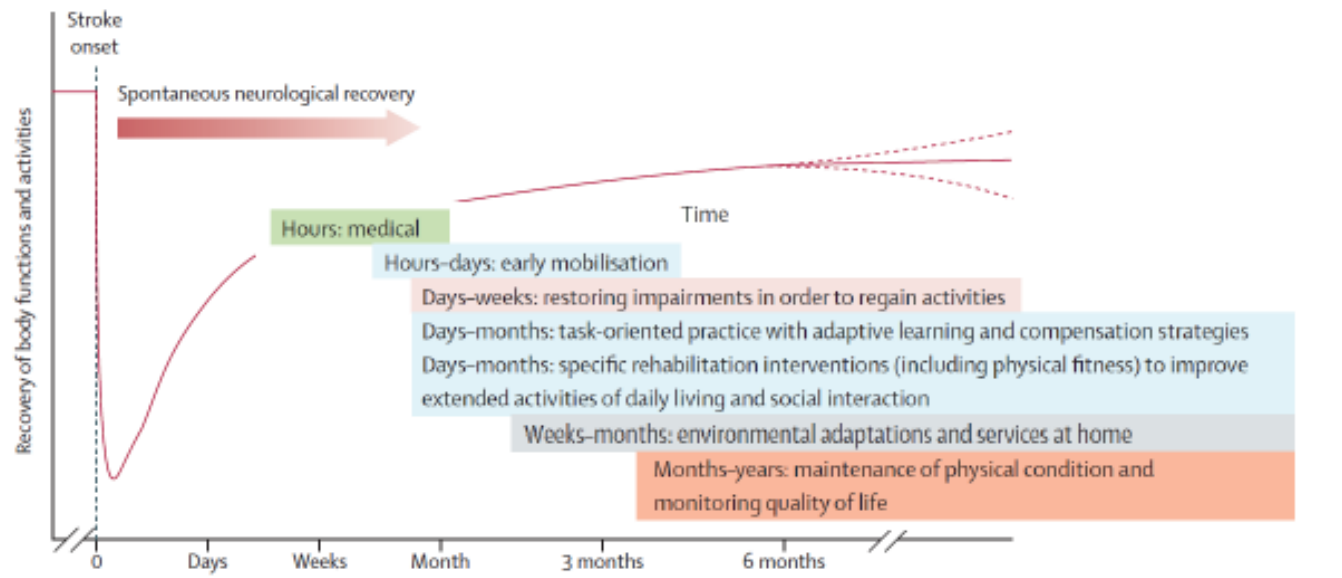 Stroke
onset
Spontaneous neurological recovery
Recovery of body functions and activities
Time
Hours: medical
Hours–days: early mobilisation
Days–weeks: restoring impairments in order to regain activities
Days–months: task-oriented practice with adaptive learning and compensation strategies
Days–months: specific rehabilitation interventions (including physical fitness) to improve
extended activities of daily living and social interaction
Weeks–months: environmental adaptations and services at home
Months–years: maintenance of physical condition and
monitoring quality of life
0 Days Weeks Month 3 months 6 months